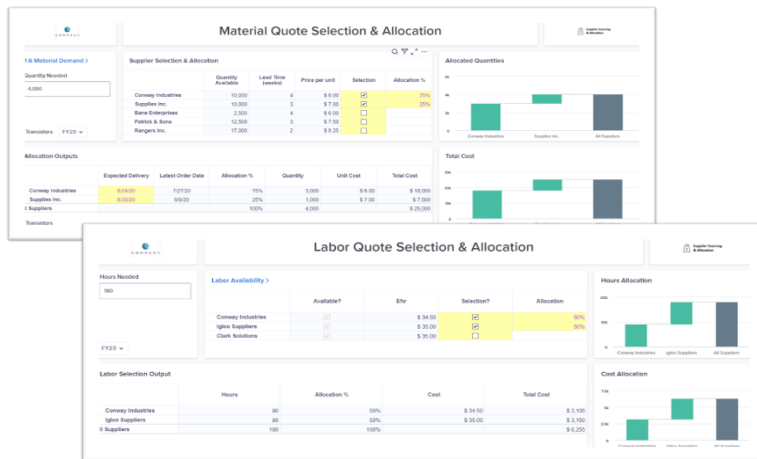 COMPANY
Material Quote Selection & Allocation
Supplier Sourcing
& Allocation
1.6 Material Demand >
Quantity Needed
4,000
Transistors FY20
Supplier Selection & Allocation
Quantity Available Lead Time (weeks) Price per unit Selection Allocation %
Conway Industries 10,000 4 $ 6.00 75%
Supplies Inc. 10,000 3 $ 7.00 25%
Bane Enterprises 2,500 4 $ 6.00
Patrick & Sons 12,500 3 $ 7.50
Rangers Inc. 17,000 2 $ 8.25
Allocated Quantities
Conway Industries Supplies Inc. All Suppliers
Allocation Outputs
Expected Delivery Latest Order Date Allocation % Quantity Unit Cost Total Cost
Conway Industries 8/24/20 7/27/20 75% 3,000 $ 6.00 $ 18,000
Supplies Inc. 6/30/20 6/9/20 25% 1,000 $ 7.00 $ 7,000
l Suppliers 100% 4,000 $ 25,000
Transistors
Total Cost
COMPANY
Labor Quote Selection & Allocation
Supplier Sourcing
& Allocation
Hours Needed
180
FY20
Labor Availability >
Available? $/hr Selection? Allocation
Conway Industries $ 34.50 50%
Igloo Suppliers $ 35.00 50%
Clark Solutions $ 35.00
Hours Allocation
Conway Industries Igloo Suppliers All Suppliers
Labor Selection Output
Hours Allocation % Cost Total Cost
Conway Industries 90 50% $ 34.50 $ 3,105
Igloo Suppliers 90 50% $ 35.00 $ 3,150
ll Suppliers 180 100% $ 6,255
Cost Allocation